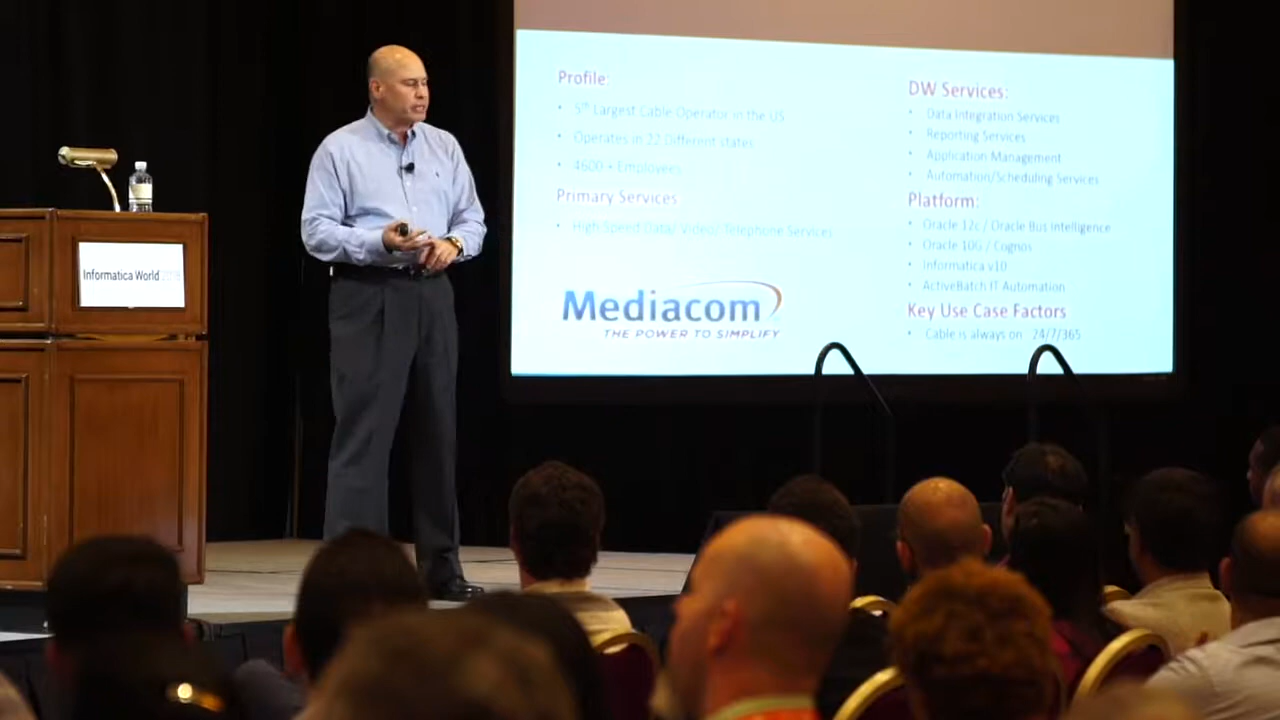 Informatica World 2016
Profile:
• 5th Largest Cable Operator in the US
• Operates in 22 Different states
• 4600 + Employees
Primary Services
• High Speed Data/ Video/ Telephone Services
Mediacom
THE POWER TO SIMPLIFY
DW Services:
• Data Integration Services
• Reporting Services
• Application Management
• Automation/Scheduling Services
Platform:
• Oracle 12c / Oracle Bus Intelligence
• Oracle 10G / Cognos
• Informatica v10
• ActiveBatch IT Automation
Key Use Case Factors
• Cable is always on 24/7/365